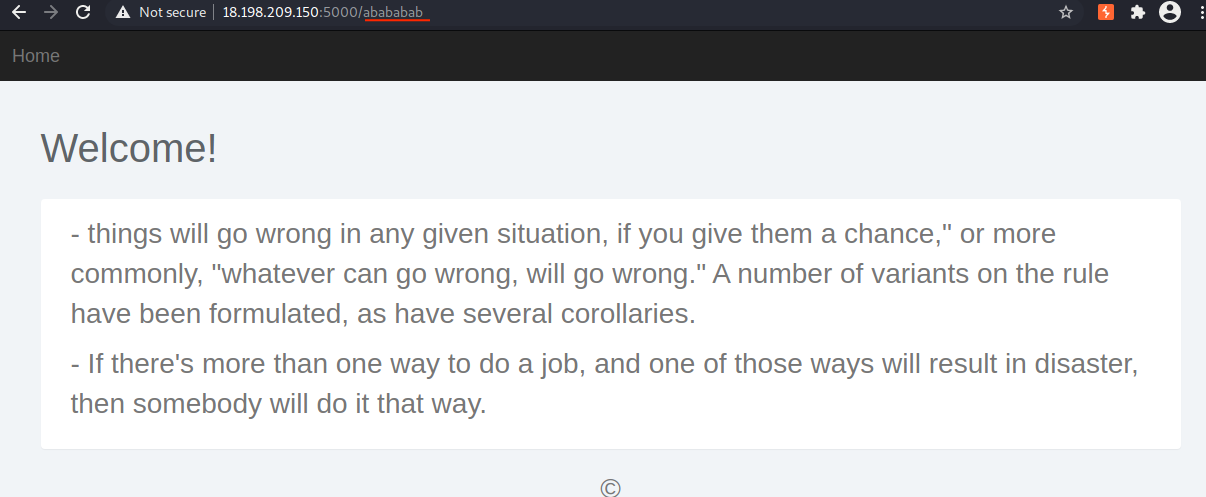 Not secure | 18.198.209.150:5000/abababab
Home
Welcome!
- things will go wrong in any given situation, if you give them a chance," or more
commonly, "whatever can go wrong, will go wrong." A number of variants on the rule
have been formulated, as have several corollaries.
- If there's more than one way to do a job, and one of those ways will result in disaster,
then somebody will do it that way.
©